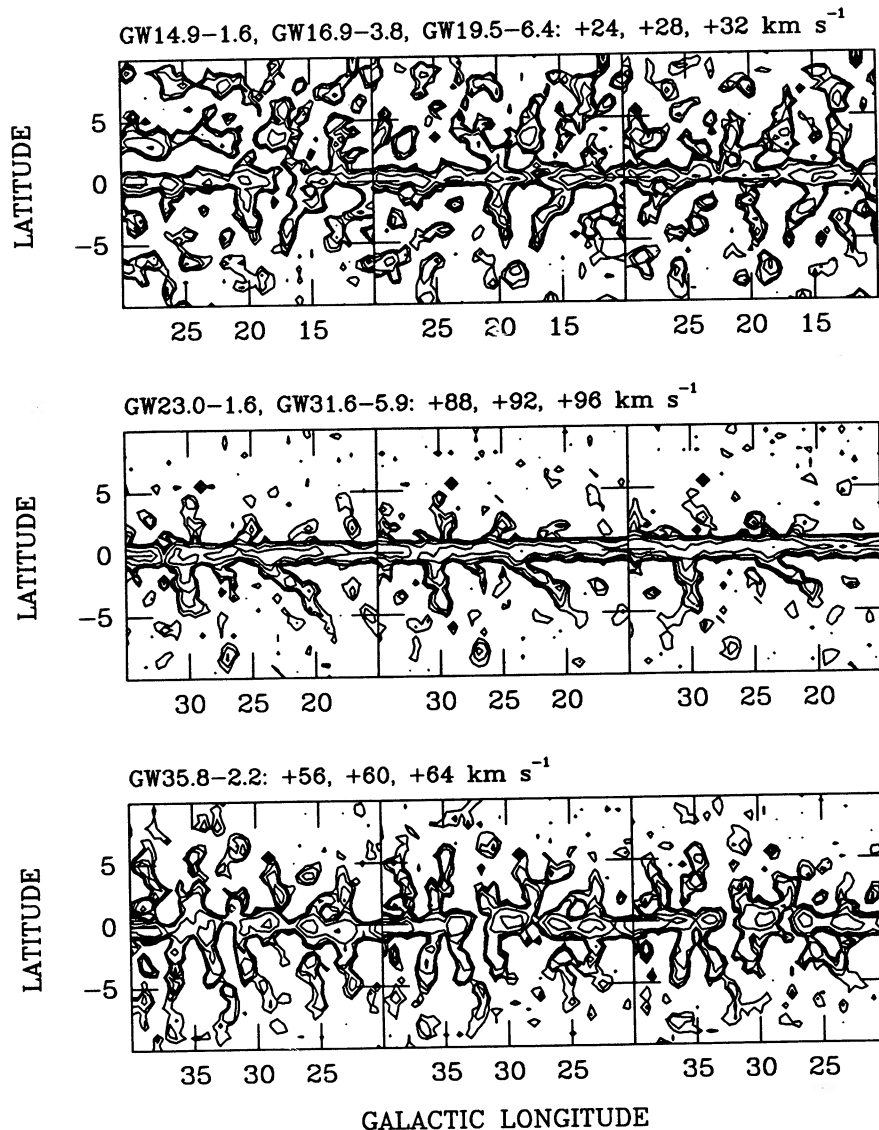 GW14.9−1.6, GW16.9−3.8, GW19.5−6.4: +24, +28, +32 km s⁻¹
LATITUDE
5
0
−5
25 20 15 25 20 15 25 20 15
GW23.0−1.6, GW31.6−5.9: +88, +92, +96 km s⁻¹
LATITUDE
5
0
−5
30 25 20 30 25 20 30 25 20
GW35.8−2.2: +56, +60, +64 km s⁻¹
LATITUDE
5
0
−5
35 30 25 35 30 25 35 30 25
GALACTIC LONGITUDE